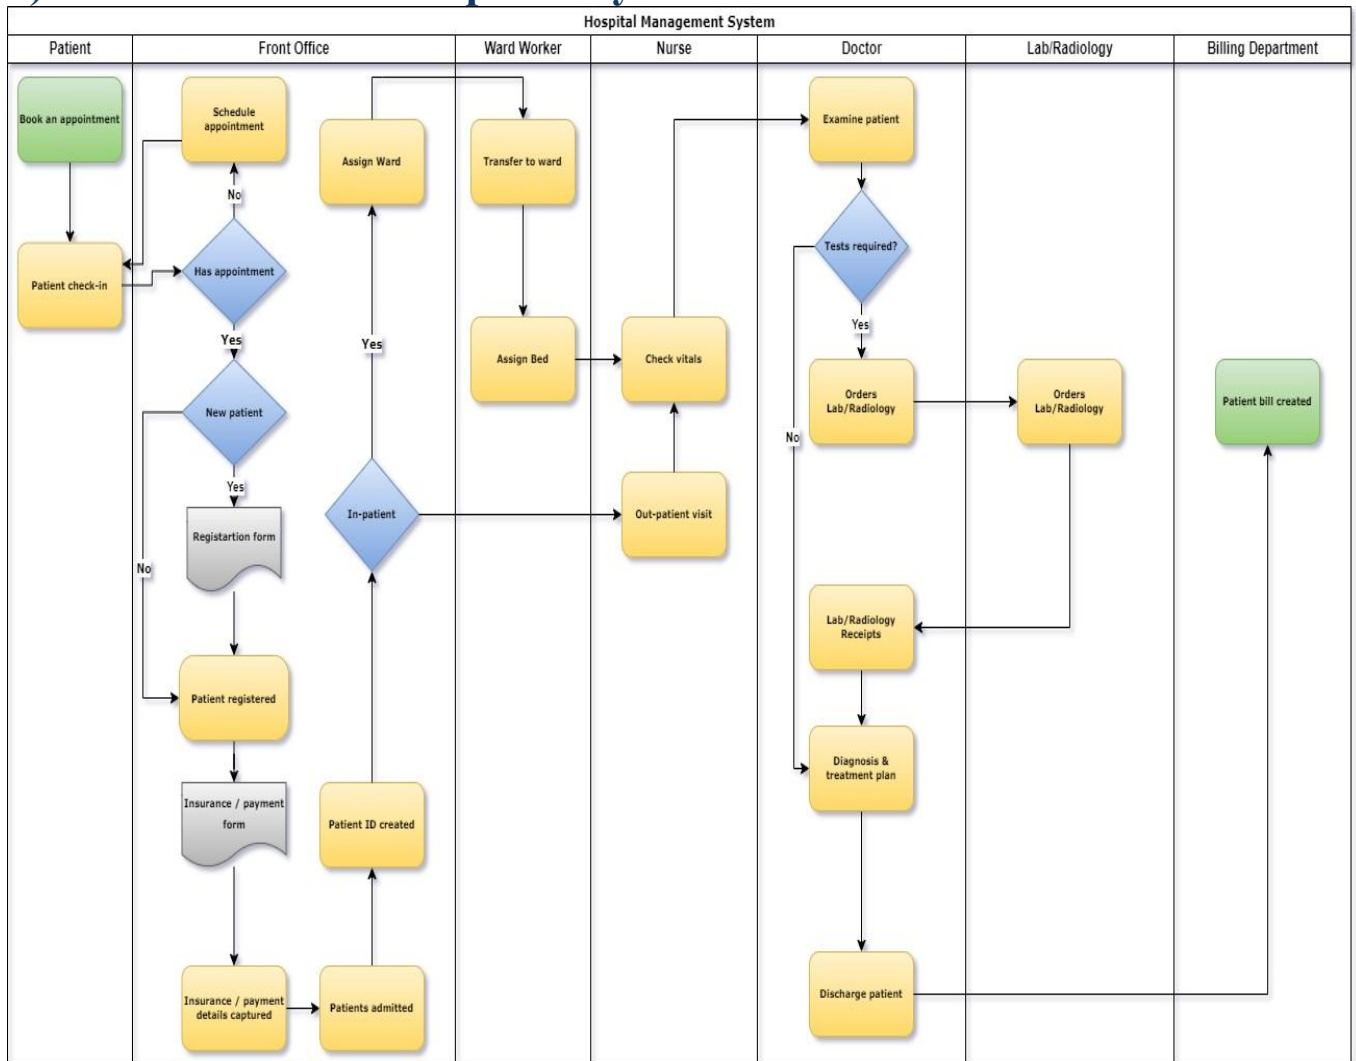 Hospital Management System
Patient
Front Office
Ward Worker
Nurse
Doctor
Lab/Radiology
Billing Department
Book an appointment
Patient check-in
Schedule
appointment
No
Has appointment
Yes
New patient
Yes
No
Registartion form
Patient registered
Insurance / payment
form
Insurance / payment
details captured
Patients admitted
Patient ID created
In-patient
Yes
Assign Ward
Transfer to ward
Assign Bed
Check vitals
Out-patient visit
Examine patient
Tests required?
Yes
No
Orders
Lab/Radiology
Orders
Lab/Radiology
Lab/Radiology
Receipts
Diagnosis &
treatment plan
Discharge patient
Patient bill created